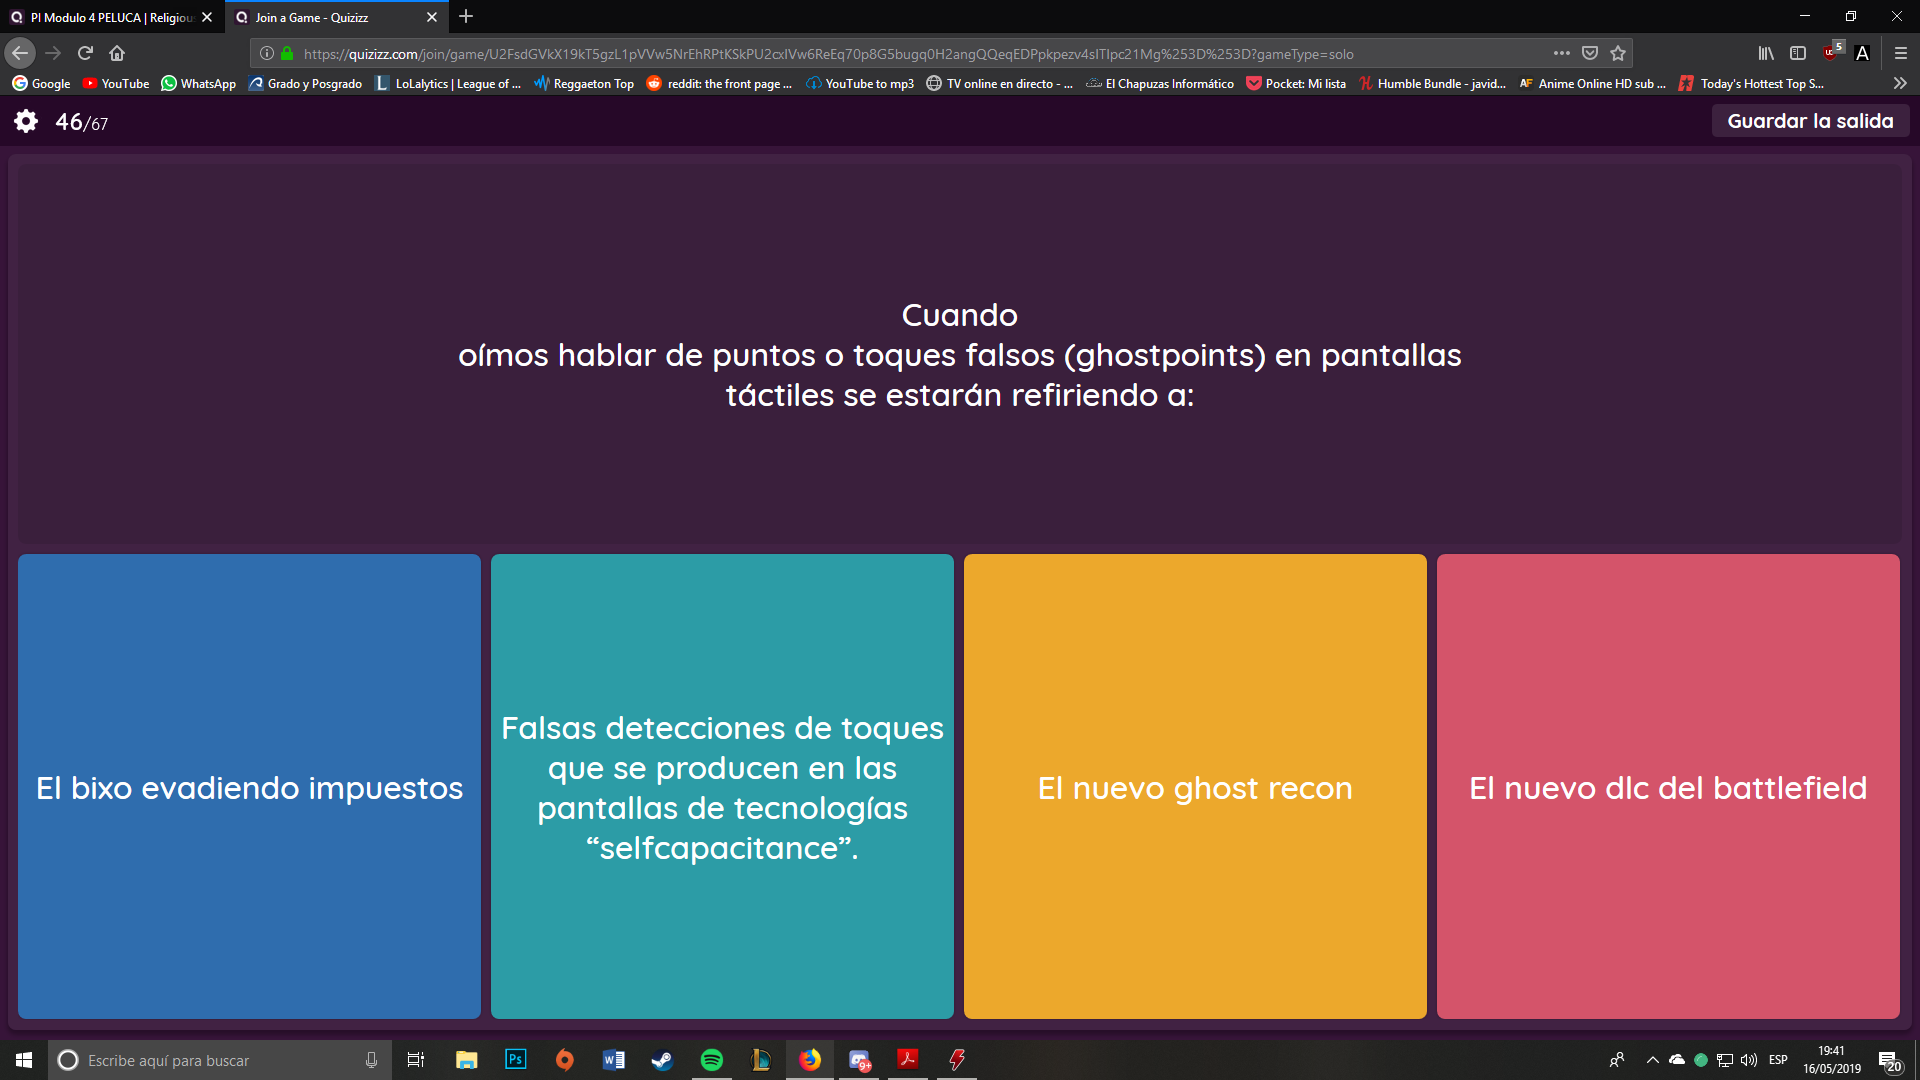 PI Modulo 4 PELUCA | Religiou
Join a Game - Quizizz
https://quizizz.com/join/game/U2FsdGVkX19kT5gzL1pVVw5NrEhRPtKSkPU2cxIVw6ReEq70p8G5bugq0H2angQQeqEDPpkpezv4sITIpc21Mg%253D%253D?gameType=solo
5
A
Google
YouTube
WhatsApp
Grado y Posgrado
LoLalytics | League of ...
Reggaeton Top
reddit: the front page ...
YouTube to mp3
TV online en directo - ...
El Chapuzas Informático
Pocket: Mi lista
Humble Bundle - javid...
AF Anime Online HD sub ...
Today's Hottest Top S...
46/67
Guardar la salida
Cuando
oímos hablar de puntos o toques falsos (ghostpoints) en pantallas
táctiles se estarán refiriendo a:
El bixo evadiendo impuestos
Falsas detecciones de toques
que se producen en las
pantallas de tecnologías
“selfcapacitance”.
El nuevo ghost recon
El nuevo dlc del battlefield
Escribe aquí para buscar
Ps
9+
ESP
19:41
16/05/2019
20